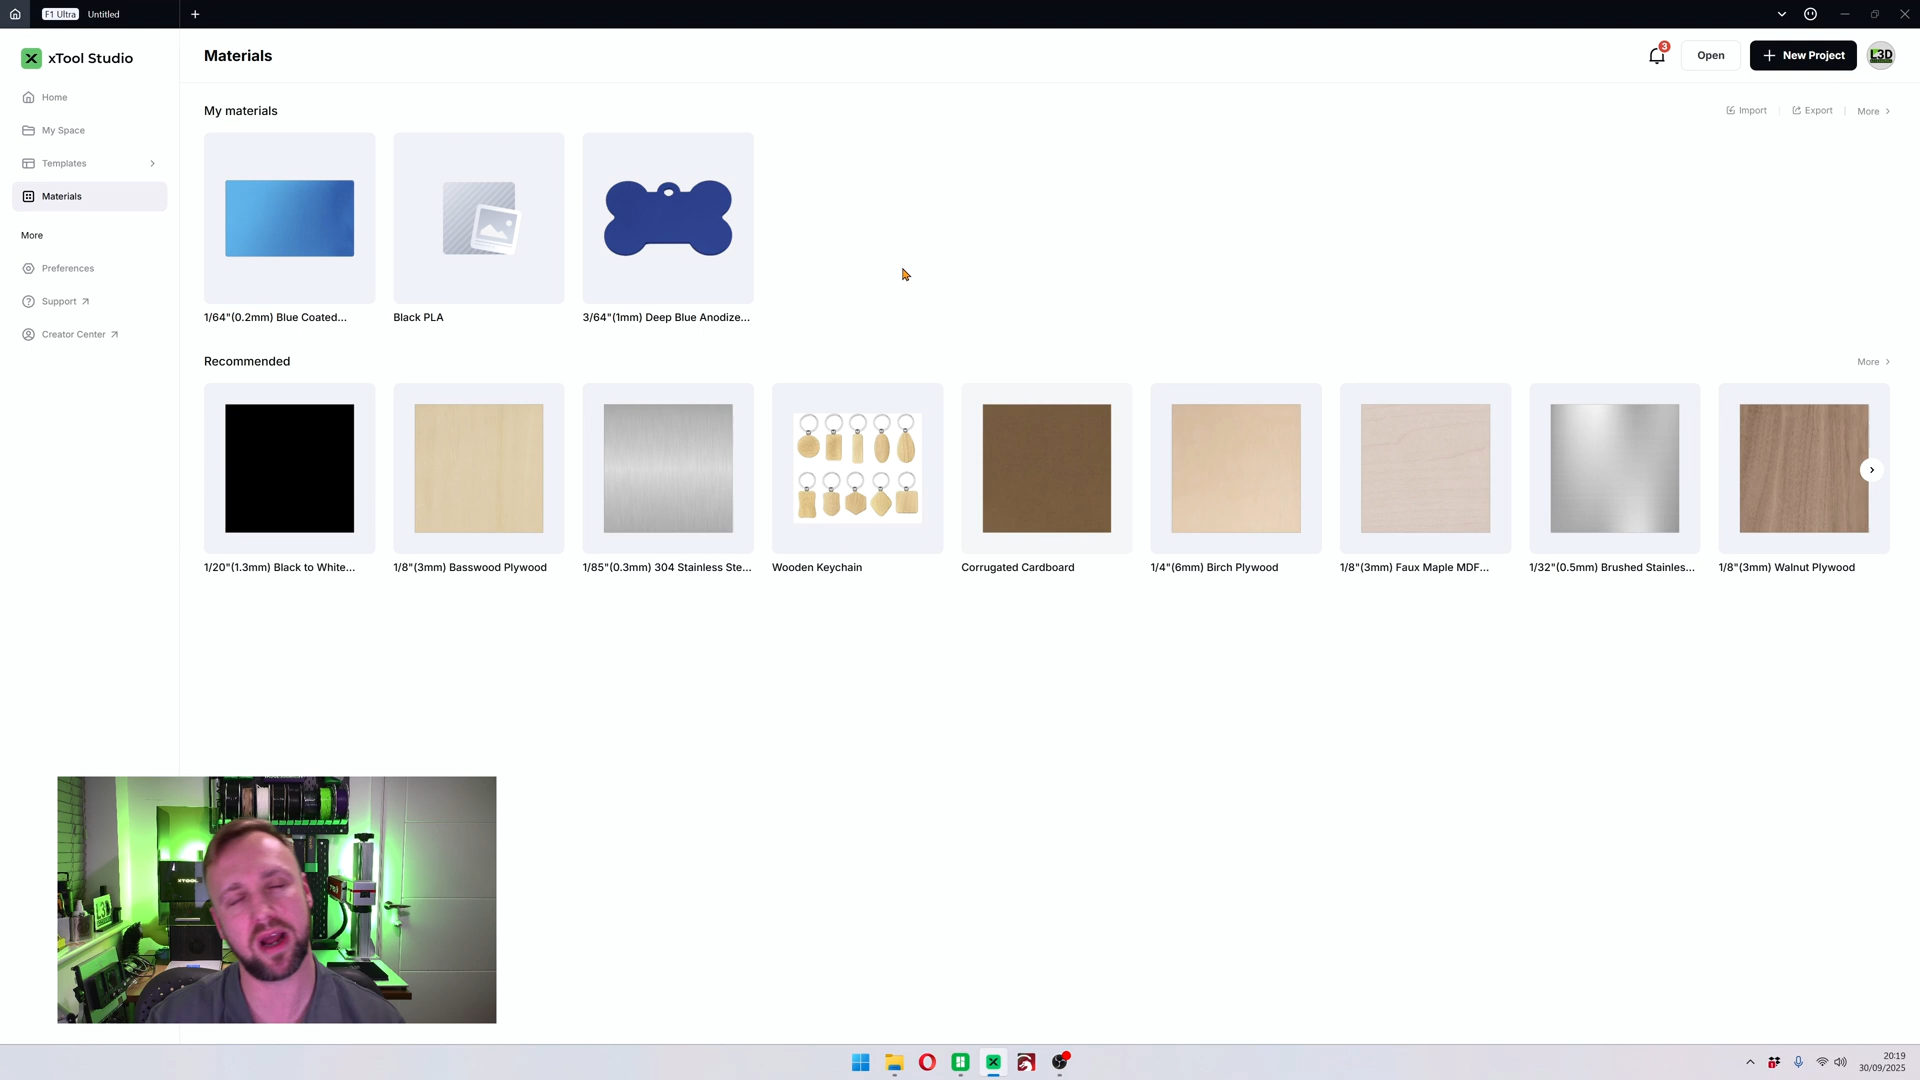 F1 Ultra Untitled
xTool Studio
Home
My Space
Templates
Materials
More
Preferences
Support
Creator Center
Materials
3
Open
New Project
L3D
My materials
Import
Export
More
1/64"(0.2mm) Blue Coated...
Black PLA
3/64"(1mm) Deep Blue Anodize...
Recommended
More
1/20"(1.3mm) Black to White...
1/8"(3mm) Basswood Plywood
1/85"(0.3mm) 304 Stainless Ste...
Wooden Keychain
Corrugated Cardboard
1/4"(6mm) Birch Plywood
1/8"(3mm) Faux Maple MDF...
1/32"(0.5mm) Brushed Stainles...
1/8"(3mm) Walnut Plywood
XTOOL
L3D
20:19
30/09/2025